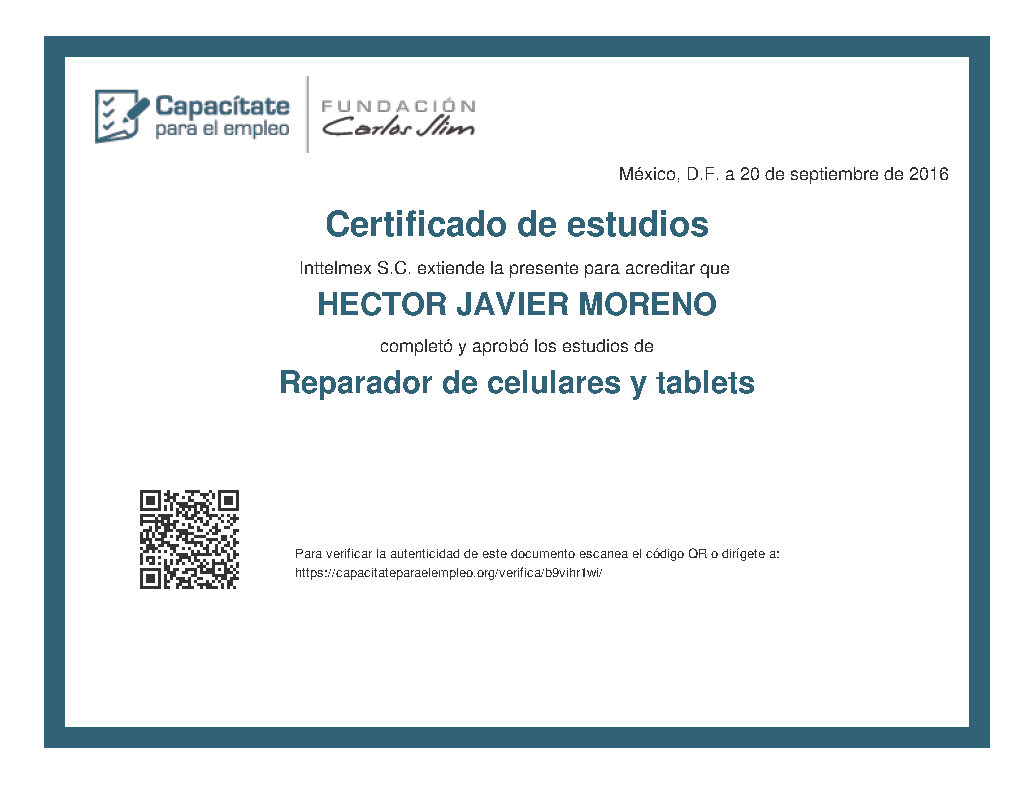 Capacítate
para el empleo
FUNDACIÓN
Carlos Slim
México, D.F. a 20 de septiembre de 2016
Certificado de estudios
Inttelmex S.C. extiende la presente para acreditar que
HECTOR JAVIER MORENO
completó y aprobó los estudios de
Reparador de celulares y tablets
Para verificar la autenticidad de este documento escanea el código QR o dirígete a:
https://capacitateparaelempleo.org/verifica/b9vihr1wi/